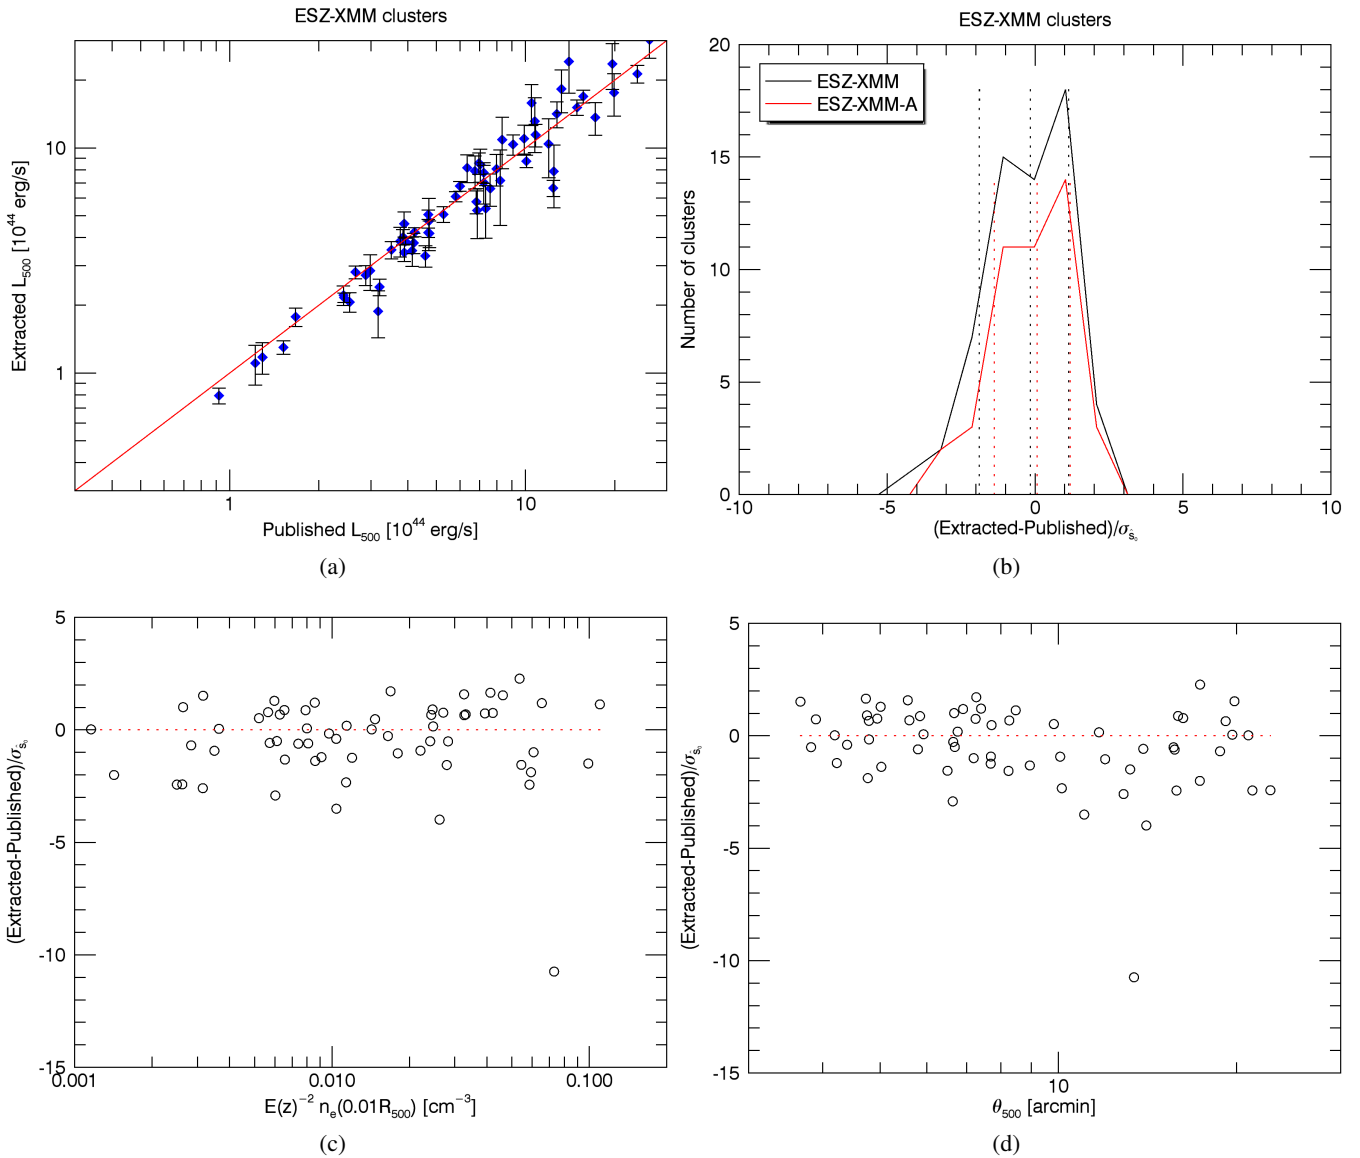 ESZ-XMM clusters
Extracted L500 [10^44 erg/s]
10
1
1
10
Published L500 [10^44 erg/s]
(a)
ESZ-XMM clusters
ESZ-XMM
ESZ-XMM-A
Number of clusters
20
15
10
5
0
-10
-5
0
5
10
(Extracted-Published)/σŝ0
(b)
(Extracted-Published)/σŝ0
5
0
-5
-10
-15
0.001
0.010
0.100
E(z)^-2 ne(0.01R500) [cm^-3]
(c)
(Extracted-Published)/σŝ0
5
0
-5
-10
-15
10
θ500 [arcmin]
(d)